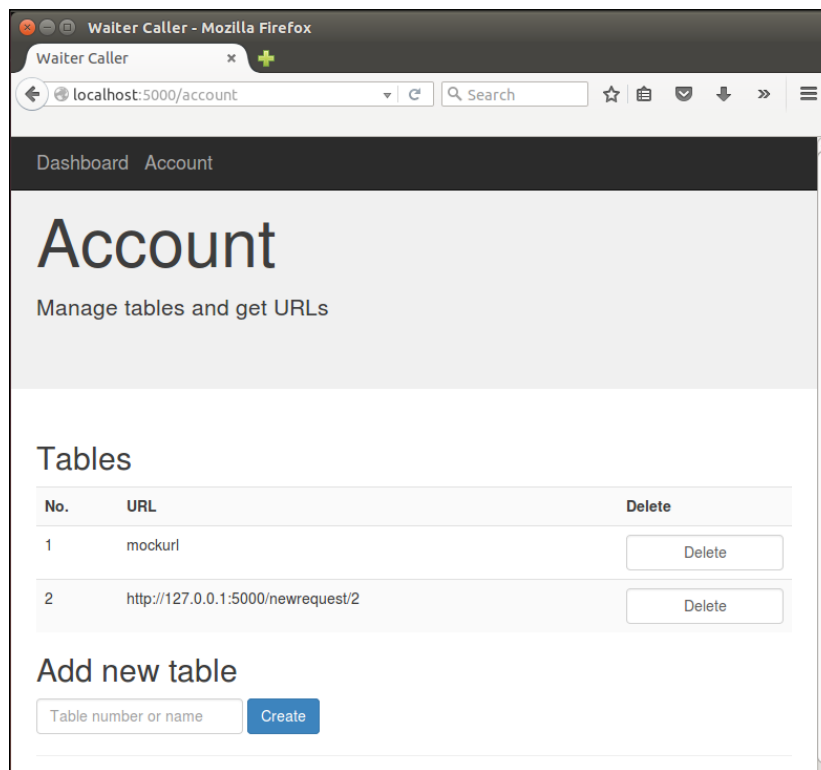 Waiter Caller - Mozilla Firefox
Waiter Caller
localhost:5000/account
Search
Dashboard Account
Account
Manage tables and get URLs
Tables
No. URL Delete
1 mockurl Delete
2 http://127.0.0.1:5000/newrequest/2 Delete
Add new table
Table number or name Create